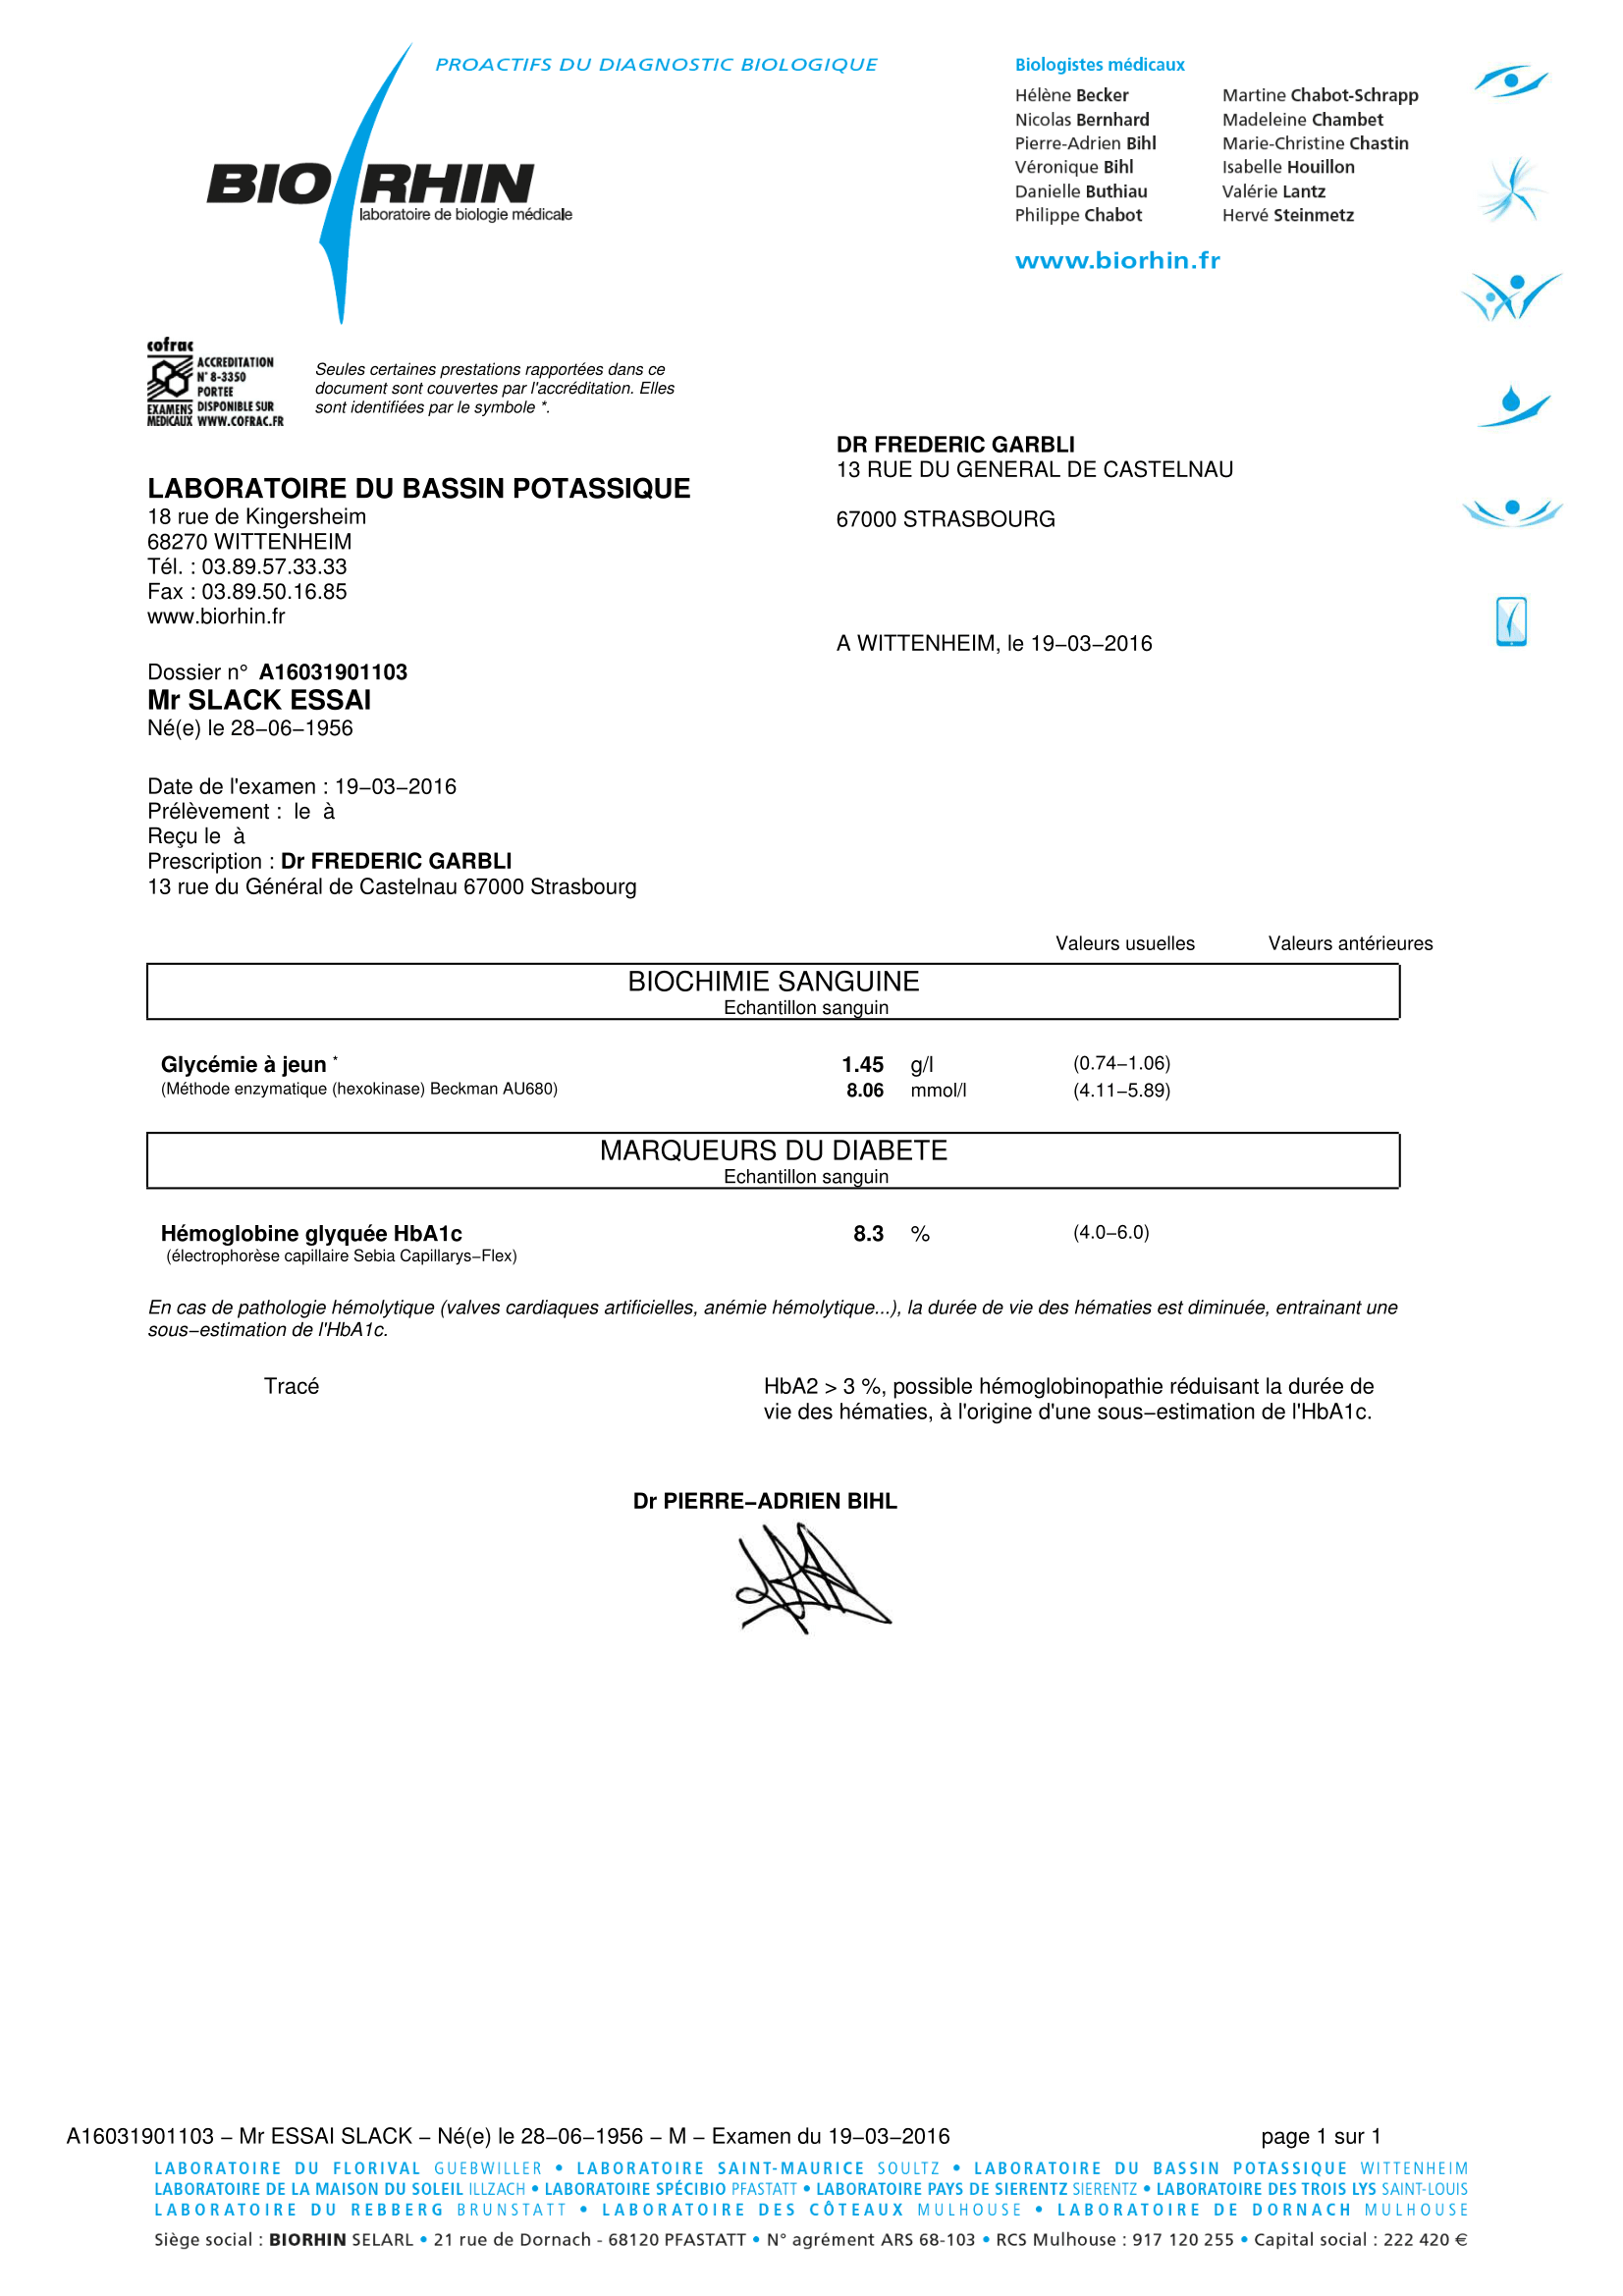 PROACTIFS DU DIAGNOSTIC BIOLOGIQUE
BIO RHIN
laboratoire de biologie médicale
Biologistes médicaux
Hélène Becker Martine Chabot-Schrapp
Nicolas Bernhard Madeleine Chambet
Pierre-Adrien Bihl Marie-Christine Chastin
Véronique Bihl Isabelle Houillon
Danielle Buthiau Valérie Lantz
Philippe Chabot Hervé Steinmetz
www.biorhin.fr
cofrac
ACCREDITATION
N° 8-3350
PORTEE
DISPONIBLE SUR
WWW.COFRAC.FR
EXAMENS
MEDICAUX
Seules certaines prestations rapportées dans ce
document sont couvertes par l'accréditation. Elles
sont identifiées par le symbole *.
DR FREDERIC GARBLI
13 RUE DU GENERAL DE CASTELNAU
67000 STRASBOURG
LABORATOIRE DU BASSIN POTASSIQUE
18 rue de Kingersheim
68270 WITTENHEIM
Tél. : 03.89.57.33.33
Fax : 03.89.50.16.85
www.biorhin.fr
A WITTENHEIM, le 19−03−2016
Dossier n° A16031901103
Mr SLACK ESSAI
Né(e) le 28−06−1956
Date de l'examen : 19−03−2016
Prélèvement : le à
Reçu le à
Prescription : Dr FREDERIC GARBLI
13 rue du Général de Castelnau 67000 Strasbourg
Valeurs usuelles Valeurs antérieures
BIOCHIMIE SANGUINE
Echantillon sanguin
Glycémie à jeun * 1.45 g/l (0.74−1.06)
(Méthode enzymatique (hexokinase) Beckman AU680) 8.06 mmol/l (4.11−5.89)
MARQUEURS DU DIABETE
Echantillon sanguin
Hémoglobine glyquée HbA1c 8.3 % (4.0−6.0)
(électrophorèse capillaire Sebia Capillarys−Flex)
En cas de pathologie hémolytique (valves cardiaques artificielles, anémie hémolytique...), la durée de vie des hématies est diminuée, entrainant une
sous−estimation de l'HbA1c.
Tracé HbA2 > 3 %, possible hémoglobinopathie réduisant la durée de
vie des hématies, à l'origine d'une sous−estimation de l'HbA1c.
Dr PIERRE−ADRIEN BIHL
A16031901103 − Mr ESSAI SLACK − Né(e) le 28−06−1956 − M − Examen du 19−03−2016 page 1 sur 1
LABORATOIRE DU FLORIVAL GUEBWILLER • LABORATOIRE SAINT-MAURICE SOULTZ • LABORATOIRE DU BASSIN POTASSIQUE WITTENHEIM
LABORATOIRE DE LA MAISON DU SOLEIL ILLZACH • LABORATOIRE SPÉCIBIO PFASTATT • LABORATOIRE PAYS DE SIERENTZ SIERENTZ • LABORATOIRE DES TROIS LYS SAINT-LOUIS
LABORATOIRE DU REBBERG BRUNSTATT • LABORATOIRE DES CÔTEAUX MULHOUSE • LABORATOIRE DE DORNACH MULHOUSE
Siège social : BIORHIN SELARL • 21 rue de Dornach - 68120 PFASTATT • N° agrément ARS 68-103 • RCS Mulhouse : 917 120 255 • Capital social : 222 420 €